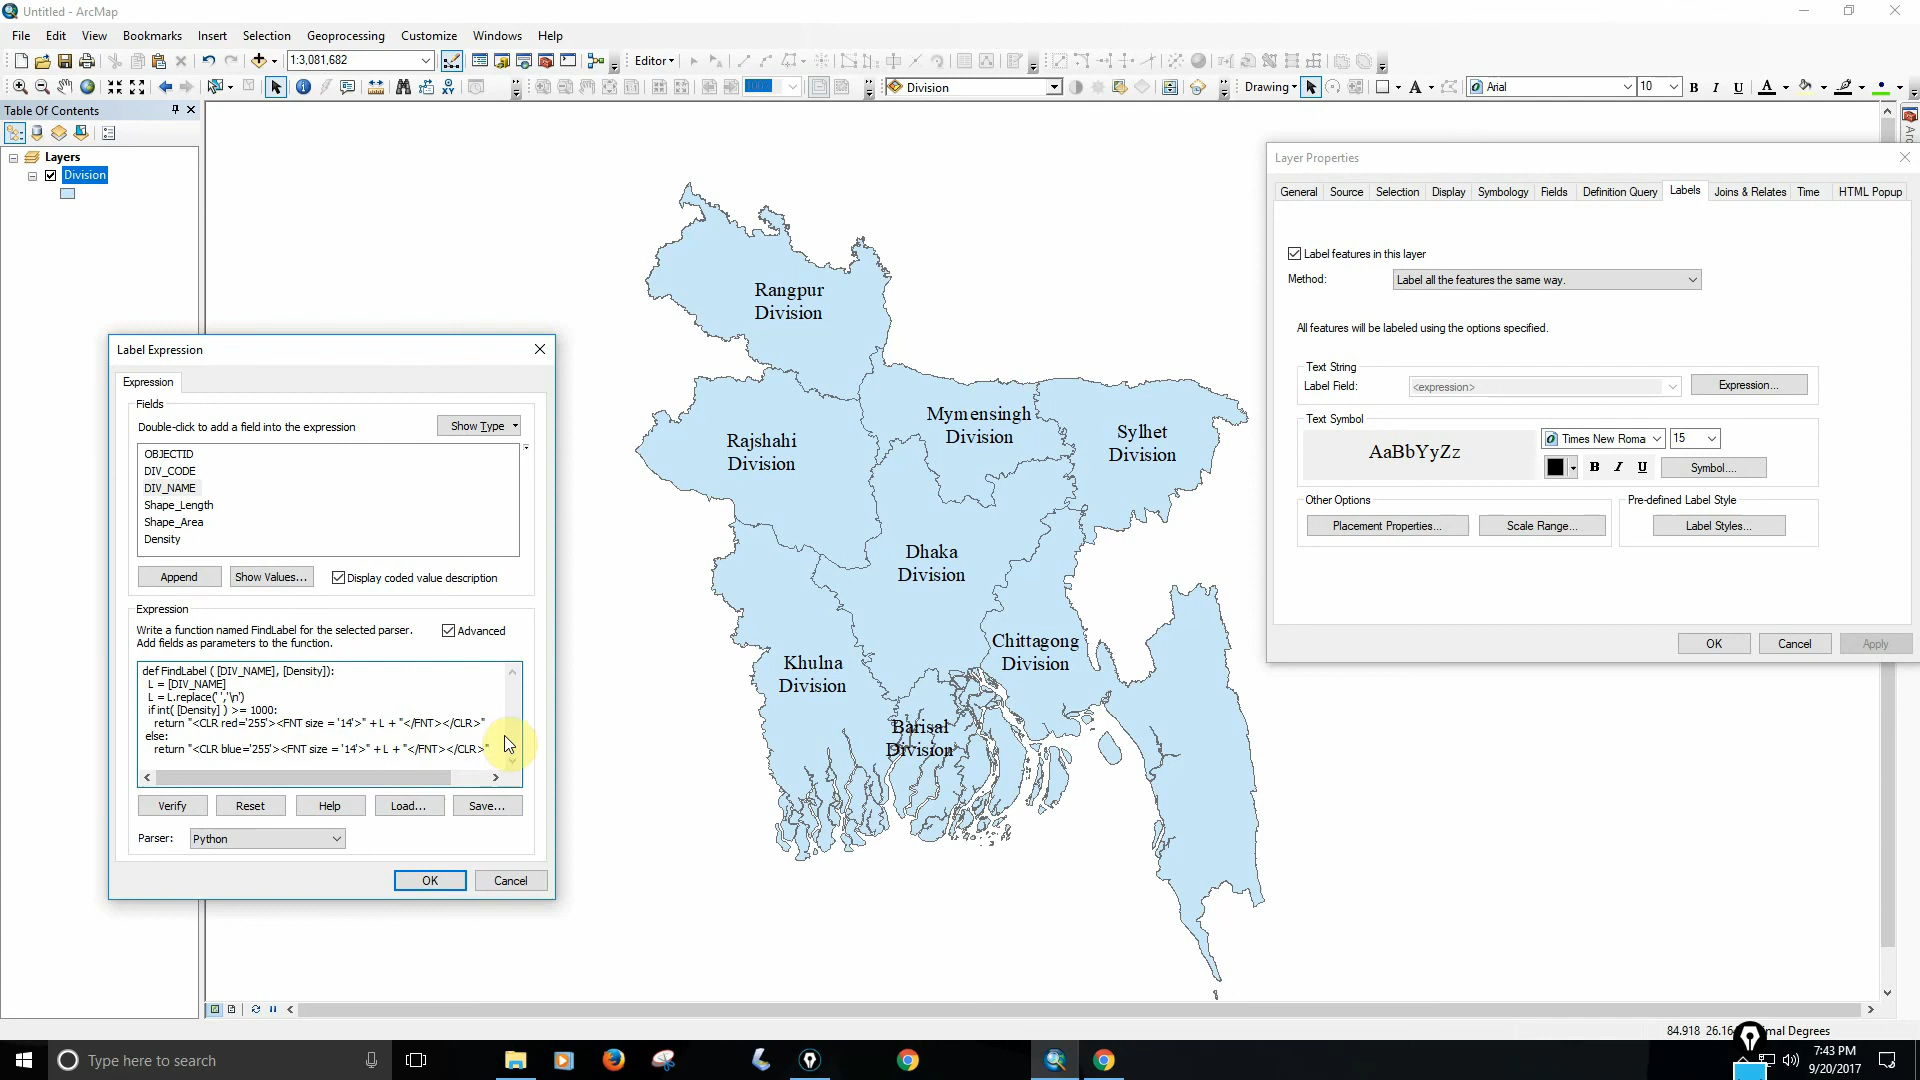 Untitled - ArcMap
File Edit View Bookmarks Insert Selection Geoprocessing Customize Windows Help
1:3,081,682 Editor
Division Drawing Arial 10 B I U A
Table Of Contents
Layers
Division
Rangpur
Division
Rajshahi
Division
Mymensingh
Division
Sylhet
Division
Dhaka
Division
Chittagong
Division
Khulna
Division
Barisal
Division
Label Expression
Expression
Fields
Double-click to add a field into the expression
Show Type
OBJECTID
DIV_CODE
DIV_NAME
Shape_Length
Shape_Area
Density
Append Show Values... Display coded value description
Expression
Write a function named FindLabel for the selected parser.
Add fields as parameters to the function.
Advanced
def FindLabel ( [DIV_NAME], [Density]):
L = [DIV_NAME]
L = L.replace(' ','\n')
if int( [Density] ) >= 1000:
return "<CLR red='255'><FNT size = '14'>" + L + "</FNT></CLR>"
else:
return "<CLR blue='255'><FNT size = '14'>" + L + "</FNT></CLR>"
Verify Reset Help Load... Save...
Parser: Python
OK Cancel
Layer Properties
General Source Selection Display Symbology Fields Definition Query Labels Joins & Relates Time HTML Popup
Label features in this layer
Method: Label all the features the same way.
All features will be labeled using the options specified.
Text String
Label Field: <expression> Expression...
Text Symbol
AaBbYyZz
Times New Roma 15
B I U Symbol....
Other Options
Placement Properties... Scale Range...
Pre-defined Label Style
Label Styles...
OK Cancel Apply
84.918 26.16 mal Degrees
Type here to search
7:43 PM
9/20/2017